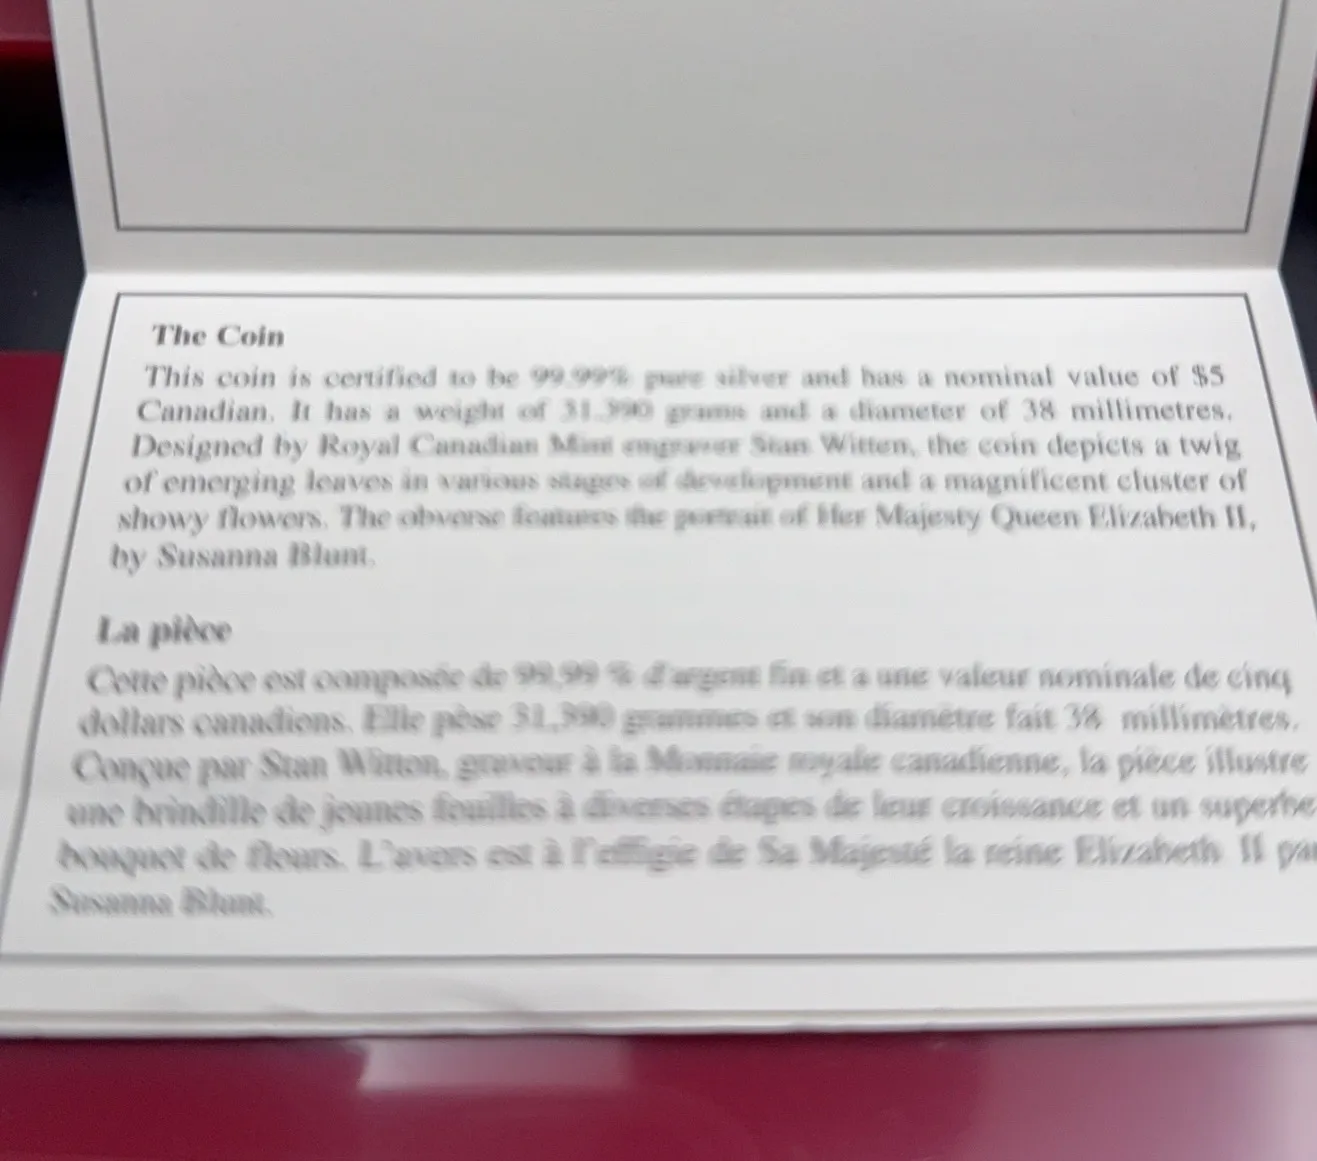 The Coin
This coin is certified to be 99.99% pure silver and has a nominal value of $5
Canadian. It has a weight of 31.390 grams and a diameter of 38 millimetres.
Designed by Royal Canadian Mint engraver Stan Witten, the coin depicts a twig
of emerging leaves in various stages of development and a magnificent cluster of
showy flowers. The obverse features the portrait of Her Majesty Queen Elizabeth II,
by Susanna Blunt.
La pièce
Cette pièce est composée de 99,99 % d'argent fin et a une valeur nominale de cinq
dollars canadiens. Elle pèse 31,390 grammes et son diamètre fait 38 millimètres.
Conçue par Stan Witten, graveur à la Monnaie royale canadienne, la pièce illustre
une brindille de jeunes feuilles à diverses étapes de leur croissance et un superbe
bouquet de fleurs. L'avers est à l'effigie de Sa Majesté la reine Elizabeth II par
Susanna Blunt.